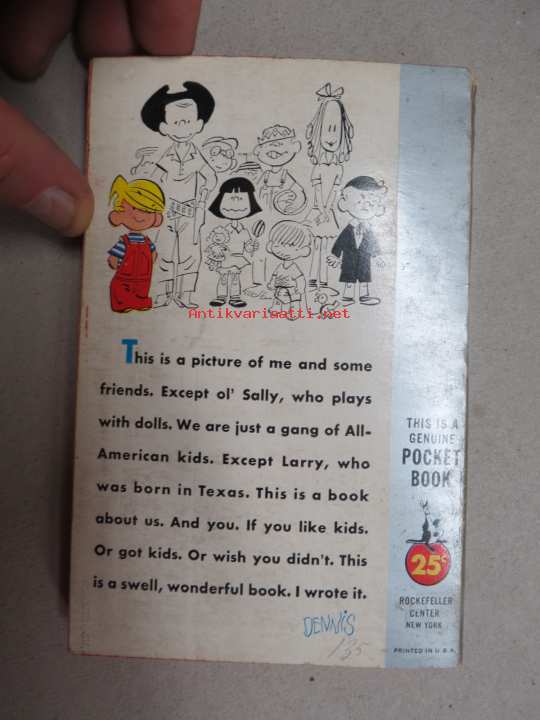 Antikvariaatti.net
This is a picture of me and some
friends. Except ol' Sally, who plays
with dolls. We are just a gang of All-
American kids. Except Larry, who
was born in Texas. This is a book
about us. And you. If you like kids.
Or got kids. Or wish you didn't. This
is a swell, wonderful book. I wrote it.
DENNIS
135
THIS IS A
GENUINE
POCKET
BOOK
25¢
ROCKEFELLER
CENTER
NEW YORK
PRINTED IN U.S.A.